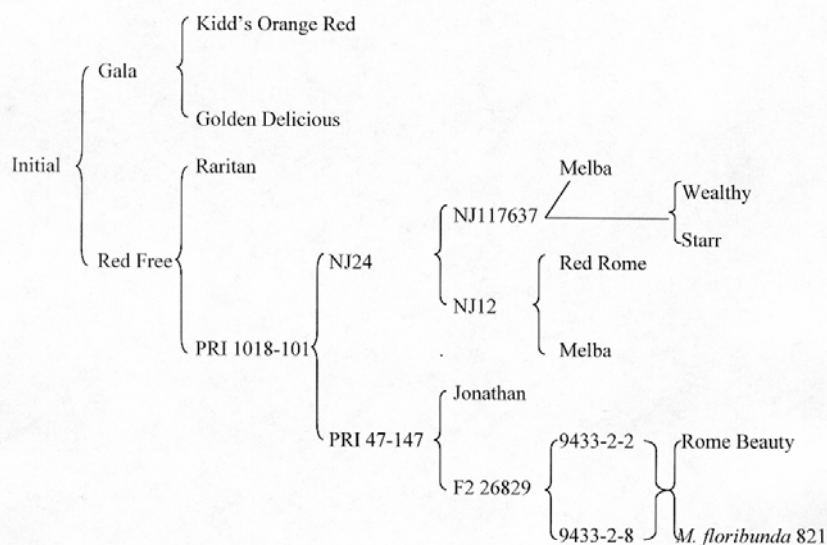 Kidd's Orange Red
Gala
Golden Delicious
Initial
Raritan
Melba
Wealthy
NJ117637
Starr
Red Free
NJ24
Red Rome
NJ12
PRI 1018-101
Melba
Jonathan
PRI 47-147
9433-2-2
Rome Beauty
F2 26829
9433-2-8
M. floribunda 821